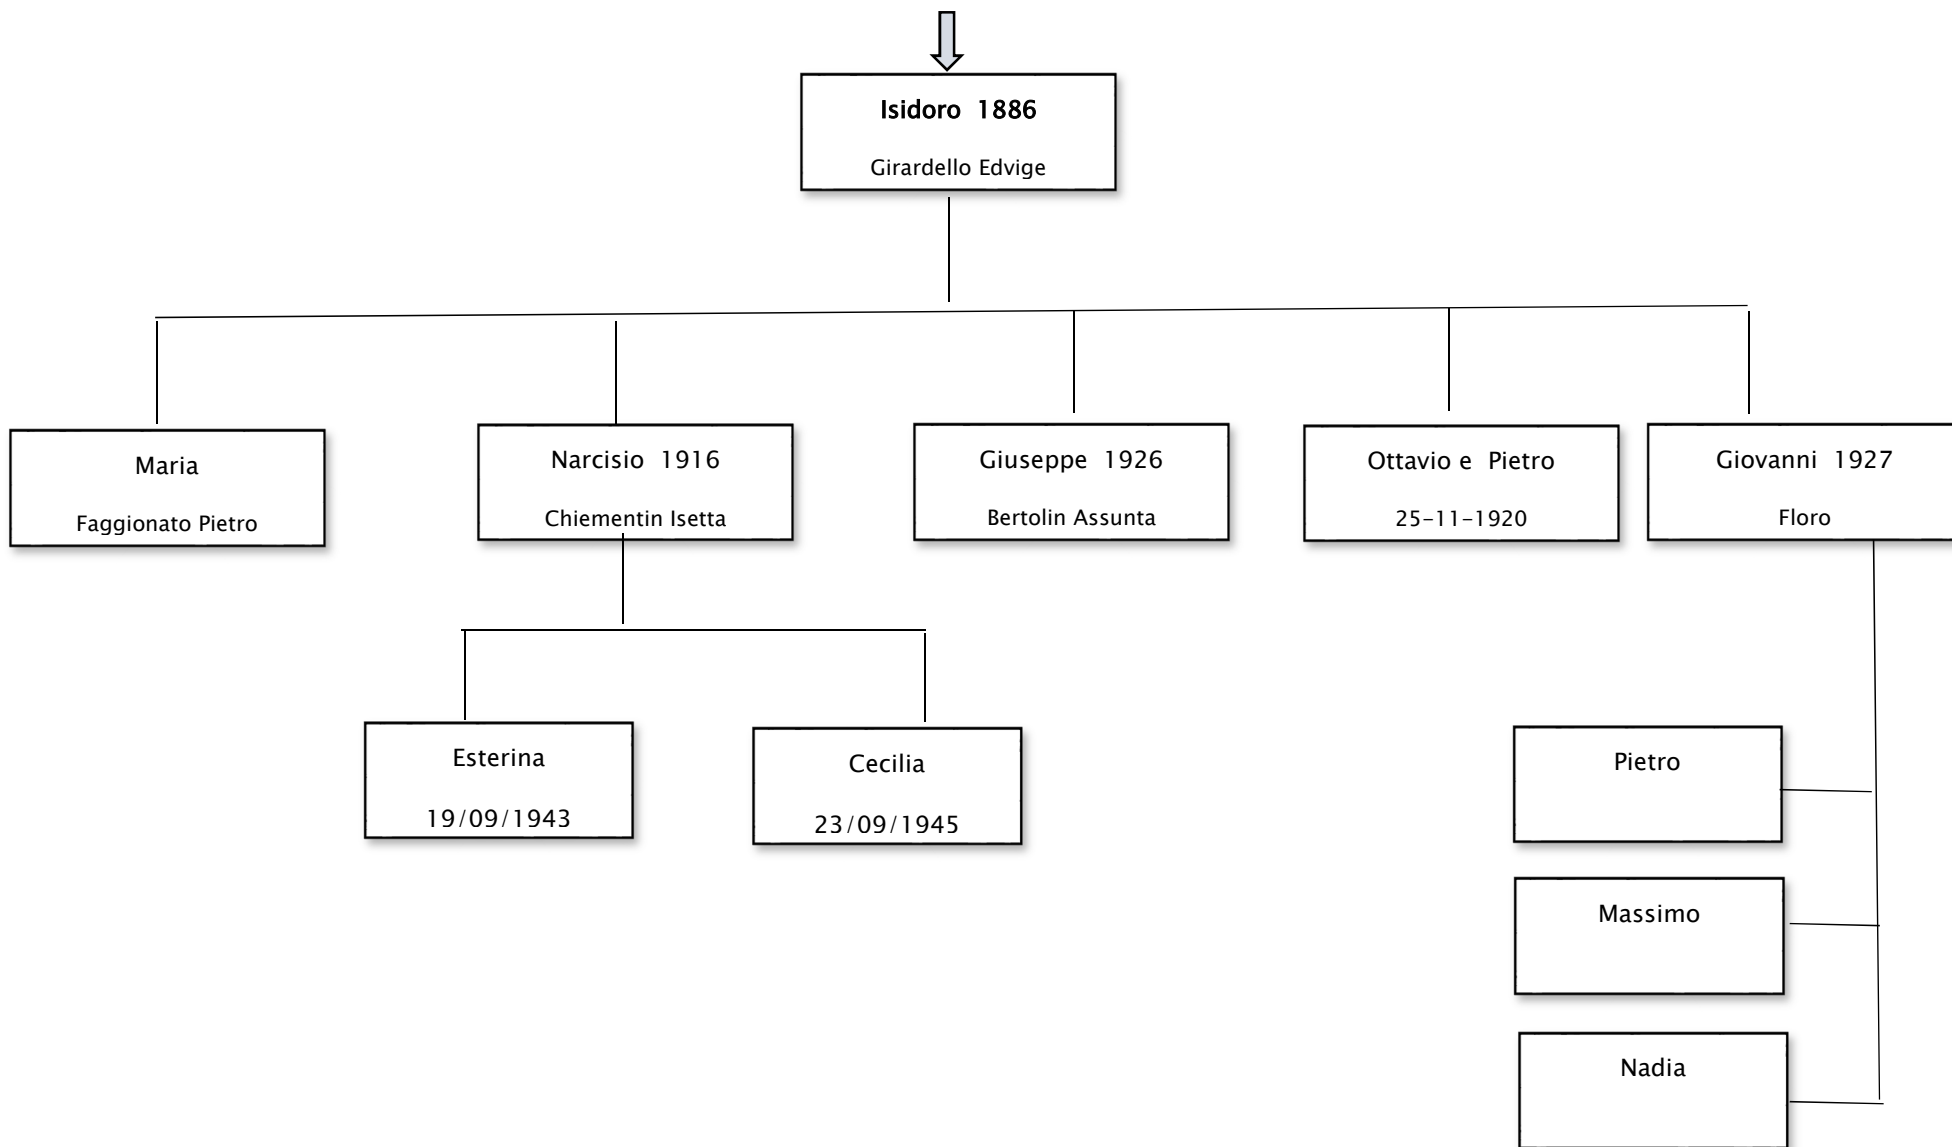 Isidoro 1886
Girardello Edvige
Maria
Faggionato Pietro
Narcisio 1916
Chiementin Isetta
Giuseppe 1926
Bertolin Assunta
Ottavio e Pietro
25-11-1920
Giovanni 1927
Floro
Esterina
19/09/1943
Cecilia
23/09/1945
Pietro
Massimo
Nadia